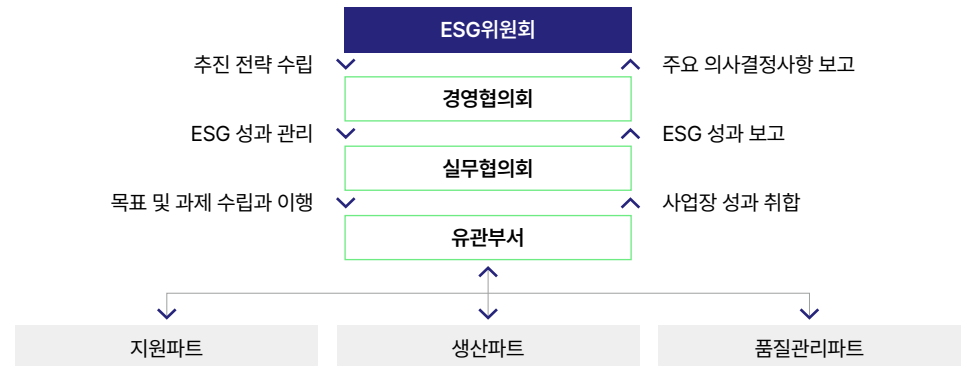 ESG위원회
추진 전략 수립
주요 의사결정사항 보고
경영협의회
ESG 성과 관리
ESG 성과 보고
실무협의회
목표 및 과제 수립과 이행
사업장 성과 취합
유관부서
지원파트
생산파트
품질관리파트